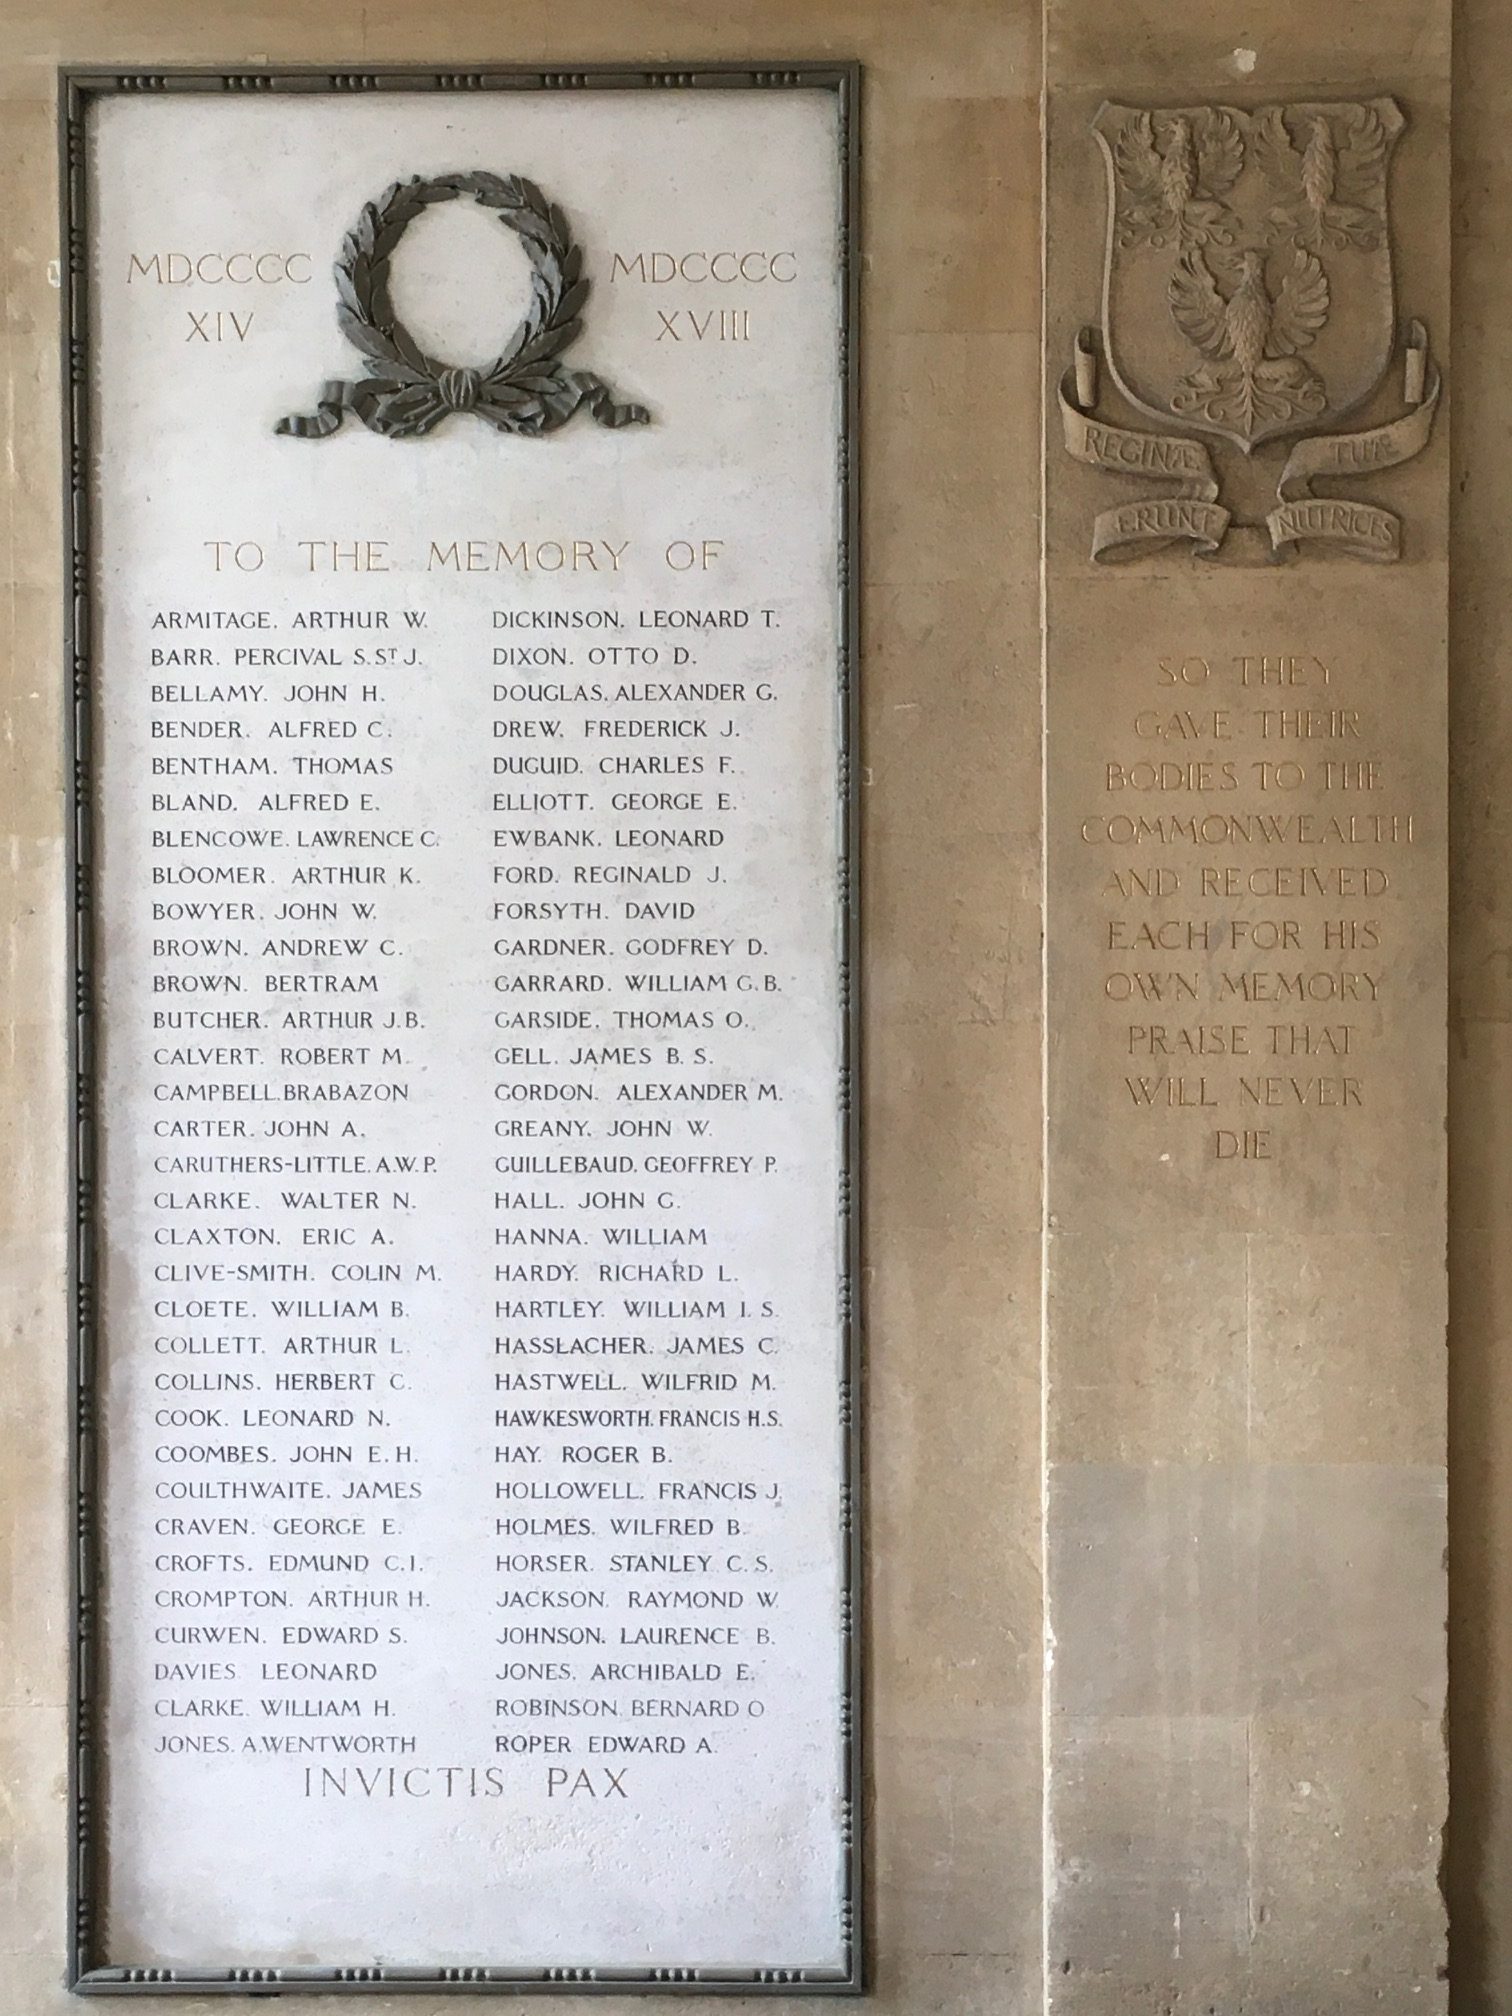 MDCCCC
XIV
MDCCCC
XVIII
TO THE MEMORY OF
ARMITAGE. ARTHUR W.
BARR. PERCIVAL S. ST J.
BELLAMY. JOHN H.
BENDER. ALFRED C.
BENTHAM. THOMAS
BLAND. ALFRED E.
BLENCOWE. LAWRENCE C.
BLOOMER. ARTHUR K.
BOWYER. JOHN W.
BROWN. ANDREW C.
BROWN. BERTRAM
BUTCHER. ARTHUR J.B.
CALVERT. ROBERT M.
CAMPBELL. BRABAZON
CARTER. JOHN A.
CARUTHERS-LITTLE. A.W.P.
CLARKE. WALTER N.
CLAXTON. ERIC A.
CLIVE-SMITH. COLIN M.
CLOETE. WILLIAM B.
COLLETT. ARTHUR L.
COLLINS. HERBERT C.
COOK. LEONARD N.
COOMBES. JOHN E.H.
COULTHWAITE. JAMES
CRAVEN. GEORGE E.
CROFTS. EDMUND C.I.
CROMPTON. ARTHUR H.
CURWEN. EDWARD S.
DAVIES. LEONARD
CLARKE. WILLIAM H.
JONES. A.WENTWORTH
DICKINSON. LEONARD T.
DIXON. OTTO D.
DOUGLAS. ALEXANDER G.
DREW. FREDERICK J.
DUGUID. CHARLES F.
ELLIOTT. GEORGE E.
EWBANK. LEONARD
FORD. REGINALD J.
FORSYTH. DAVID
GARDNER. GODFREY D.
GARRARD. WILLIAM G.B.
GARSIDE. THOMAS O.
GELL. JAMES B. S.
GORDON. ALEXANDER M.
GREANY. JOHN W.
GUILLEBAUD. GEOFFREY P.
HALL. JOHN G.
HANNA. WILLIAM
HARDY. RICHARD L.
HARTLEY. WILLIAM I. S.
HASSLACHER. JAMES C.
HASTWELL. WILFRID M.
HAWKESWORTH. FRANCIS H.S.
HAY. ROGER B.
HOLLOWELL. FRANCIS J.
HOLMES. WILFRED B.
HORSER. STANLEY C. S.
JACKSON. RAYMOND W.
JOHNSON. LAURENCE B.
JONES. ARCHIBALD E.
ROBINSON. BERNARD O
ROPER EDWARD A.
INVICTIS PAX
REGINÆ TUÆ
ERUNT NUTRICES
SO THEY
GAVE THEIR
BODIES TO THE
COMMONWEALTH
AND RECEIVED
EACH FOR HIS
OWN MEMORY
PRAISE THAT
WILL NEVER
DIE